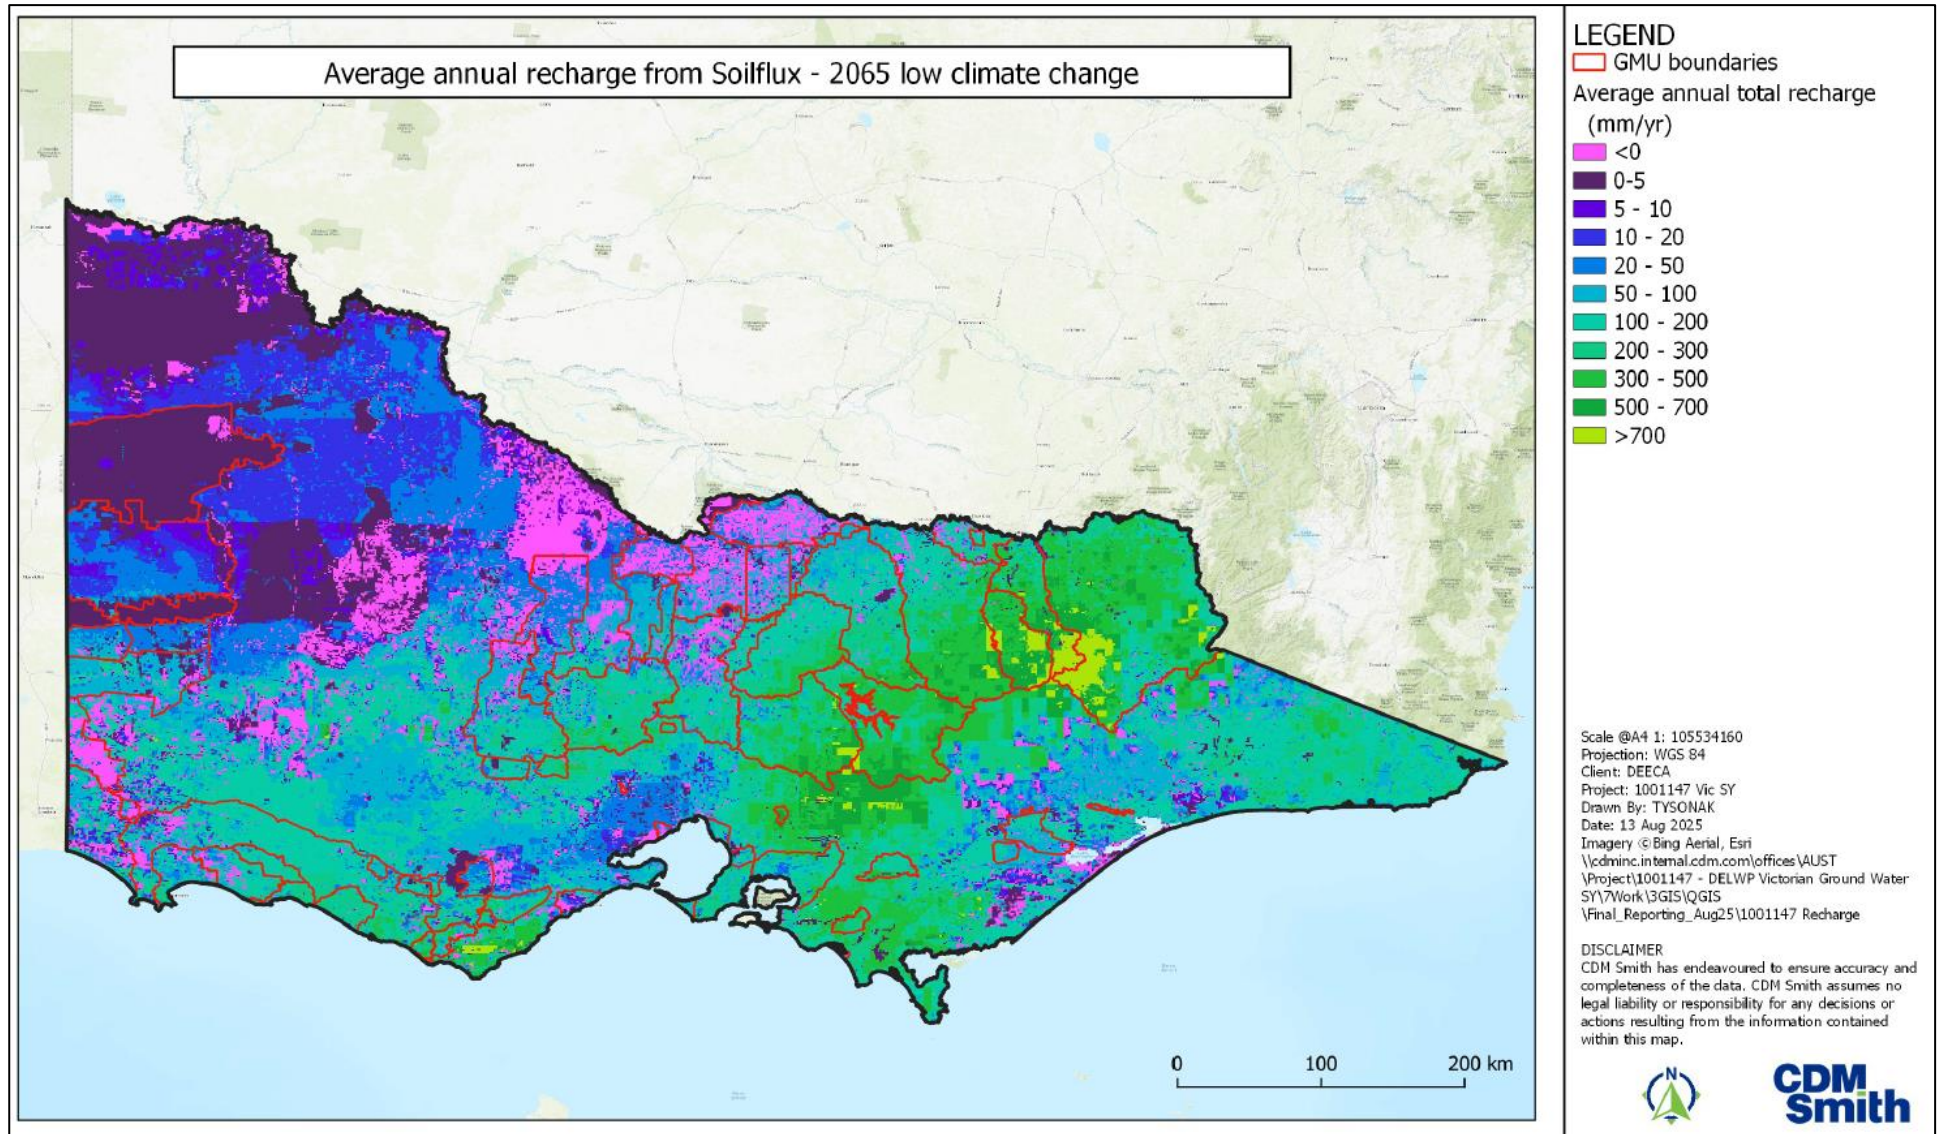 Average annual recharge from Soilflux - 2065 low climate change
LEGEND
GMU boundaries
Average annual total recharge
(mm/yr)
<0
0-5
5 - 10
10 - 20
20 - 50
50 - 100
100 - 200
200 - 300
300 - 500
500 - 700
>700
Scale @A4 1: 105534160
Projection: WGS 84
Client: DEECA
Project: 1001147 Vic SY
Drawn By: TYSONAK
Date: 13 Aug 2025
Imagery ©Bing Aerial, Esri
\\cdminc.internal.cdm.com\offices\AUST
\Project\1001147 - DELWP Victorian Ground Water
SY\7Work\3GIS\QGIS
\Final_Reporting_Aug25\1001147 Recharge
DISCLAIMER
CDM Smith has endeavoured to ensure accuracy and
completeness of the data. CDM Smith assumes no
legal liability or responsibility for any decisions or
actions resulting from the information contained
within this map.
0 100 200 km
N
CDM
Smith